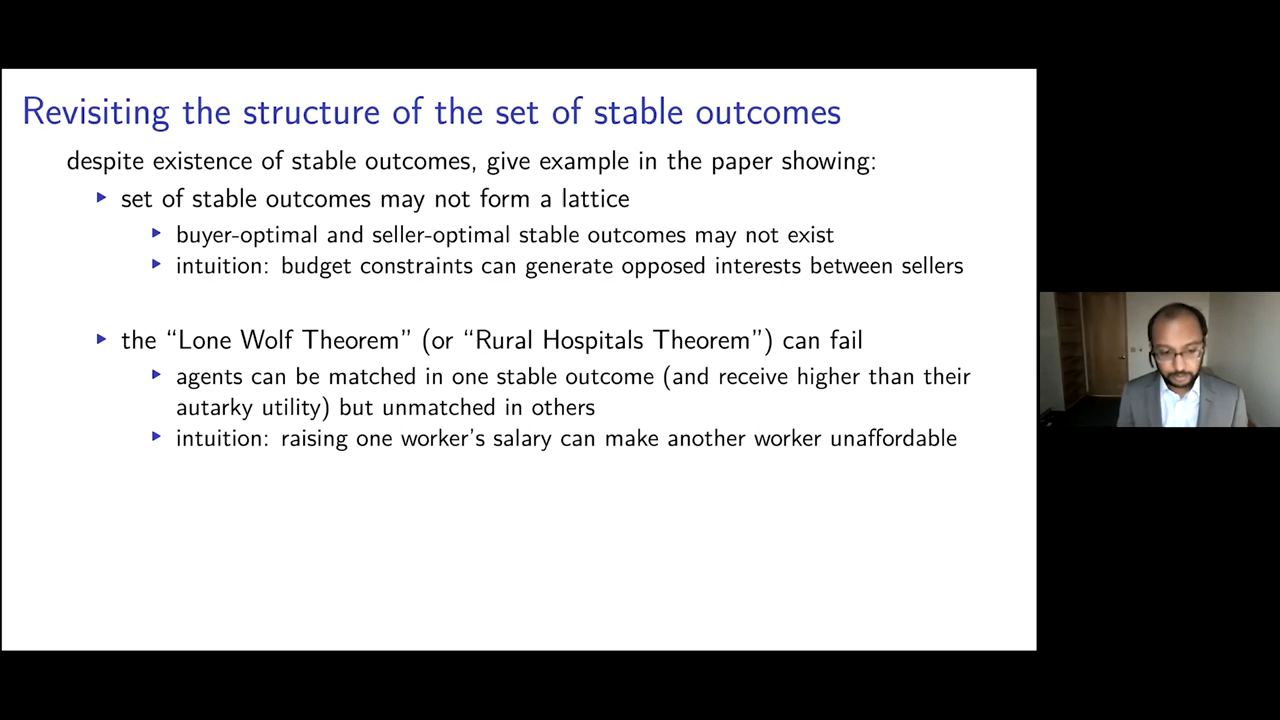 Revisiting the structure of the set of stable outcomes
despite existence of stable outcomes, give example in the paper showing:
set of stable outcomes may not form a lattice
buyer-optimal and seller-optimal stable outcomes may not exist
intuition: budget constraints can generate opposed interests between sellers
the “Lone Wolf Theorem” (or “Rural Hospitals Theorem”) can fail
agents can be matched in one stable outcome (and receive higher than their
autarky utility) but unmatched in others
intuition: raising one worker’s salary can make another worker unaffordable